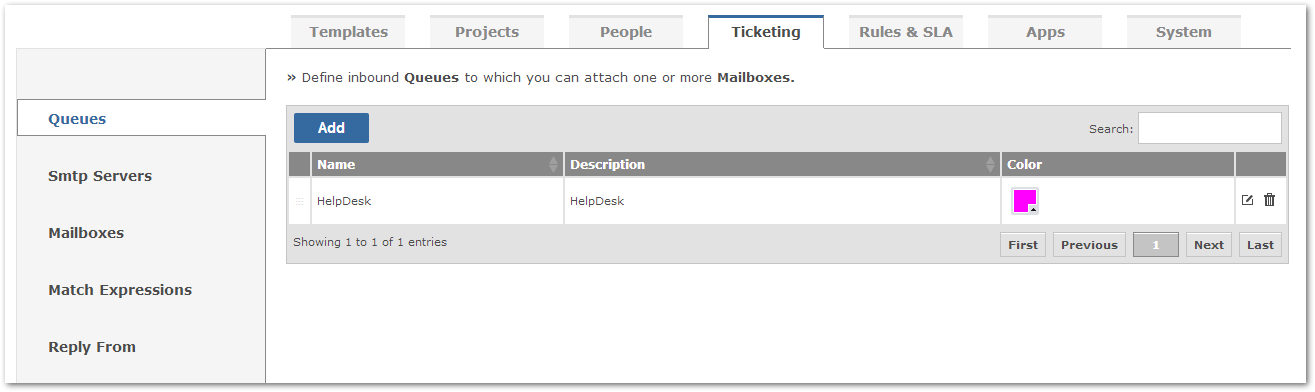 Templates Projects People Ticketing Rules & SLA Apps System
» Define inbound Queues to which you can attach one or more Mailboxes.
Queues
Smtp Servers
Mailboxes
Match Expressions
Reply From
Add Search:
Name Description Color
HelpDesk HelpDesk
Showing 1 to 1 of 1 entries First Previous 1 Next Last